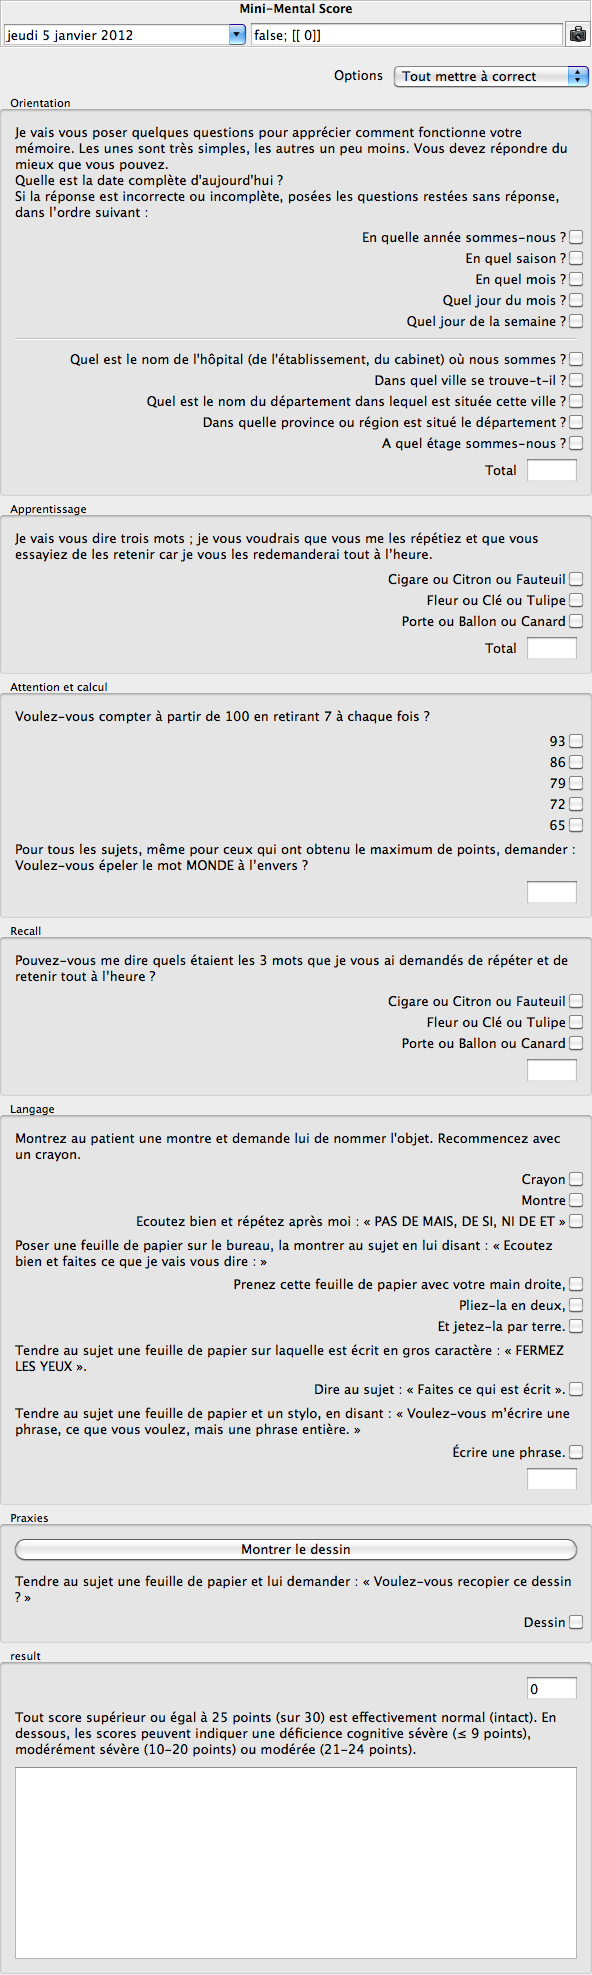 Mini-Mental Score
jeudi 5 janvier 2012
false; [[ 0]]
Options
Tout mettre à correct
Orientation
Je vais vous poser quelques questions pour apprécier comment fonctionne votre
mémoire. Les unes sont très simples, les autres un peu moins. Vous devez répondre du
mieux que vous pouvez.
Quelle est la date complète d'aujourd'hui ?
Si la réponse est incorrecte ou incomplète, posées les questions restées sans réponse,
dans l'ordre suivant :
En quelle année sommes-nous ?
En quel saison ?
En quel mois ?
Quel jour du mois ?
Quel jour de la semaine ?
Quel est le nom de l'hôpital (de l'établissement, du cabinet) où nous sommes ?
Dans quel ville se trouve-t-il ?
Quel est le nom du département dans lequel est située cette ville ?
Dans quelle province ou région est situé le département ?
A quel étage sommes-nous ?
Total
Apprentissage
Je vais vous dire trois mots ; je vous voudrais que vous me les répétiez et que vous
essayiez de les retenir car je vous les redemanderai tout à l'heure.
Cigare ou Citron ou Fauteuil
Fleur ou Clé ou Tulipe
Porte ou Ballon ou Canard
Total
Attention et calcul
Voulez-vous compter à partir de 100 en retirant 7 à chaque fois ?
93
86
79
72
65
Pour tous les sujets, même pour ceux qui ont obtenu le maximum de points, demander :
Voulez-vous épeler le mot MONDE à l'envers ?
Recall
Pouvez-vous me dire quels étaient les 3 mots que je vous ai demandés de répéter et de
retenir tout à l'heure ?
Cigare ou Citron ou Fauteuil
Fleur ou Clé ou Tulipe
Porte ou Ballon ou Canard
Langage
Montrez au patient une montre et demande lui de nommer l'objet. Recommencez avec
un crayon.
Crayon
Montre
Ecoutez bien et répétez après moi : « PAS DE MAIS, DE SI, NI DE ET »
Poser une feuille de papier sur le bureau, la montrer au sujet en lui disant : « Ecoutez
bien et faites ce que je vais vous dire : »
Prenez cette feuille de papier avec votre main droite,
Pliez-la en deux,
Et jetez-la par terre.
Tendre au sujet une feuille de papier sur laquelle est écrit en gros caractère : « FERMEZ
LES YEUX ».
Dire au sujet : « Faites ce qui est écrit ».
Tendre au sujet une feuille de papier et un stylo, en disant : « Voulez-vous m'écrire une
phrase, ce que vous voulez, mais une phrase entière. »
Écrire une phrase.
Praxies
Montrer le dessin
Tendre au sujet une feuille de papier et lui demander : « Voulez-vous recopier ce dessin
? »
Dessin
result
0
Tout score supérieur ou égal à 25 points (sur 30) est effectivement normal (intact). En
dessous, les scores peuvent indiquer une déficience cognitive sévère (≤ 9 points),
modérément sévère (10-20 points) ou modérée (21-24 points).